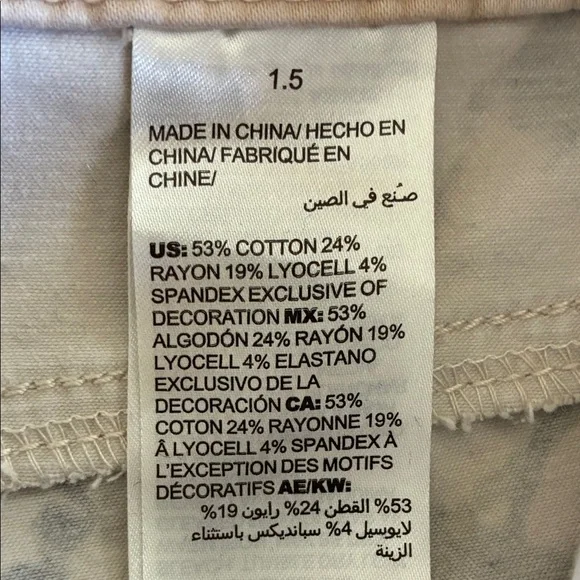 1.5
MADE IN CHINA/ HECHO EN
CHINA/ FABRIQUÉ EN
CHINE/
صُنع في الصين
US: 53% COTTON 24%
RAYON 19% LYOCELL 4%
SPANDEX EXCLUSIVE OF
DECORATION MX: 53%
ALGODÓN 24% RAYÓN 19%
LYOCELL 4% ELASTANO
EXCLUSIVO DE LA
DECORACIÓN CA: 53%
COTON 24% RAYONNE 19%
Â LYOCELL 4% SPANDEX À
L'EXCEPTION DES MOTIFS
DÉCORATIFS AE/KW:
53% القطن 24% رايون 19%
لايوسيل 4% سبانديكس باستثناء
الزينة